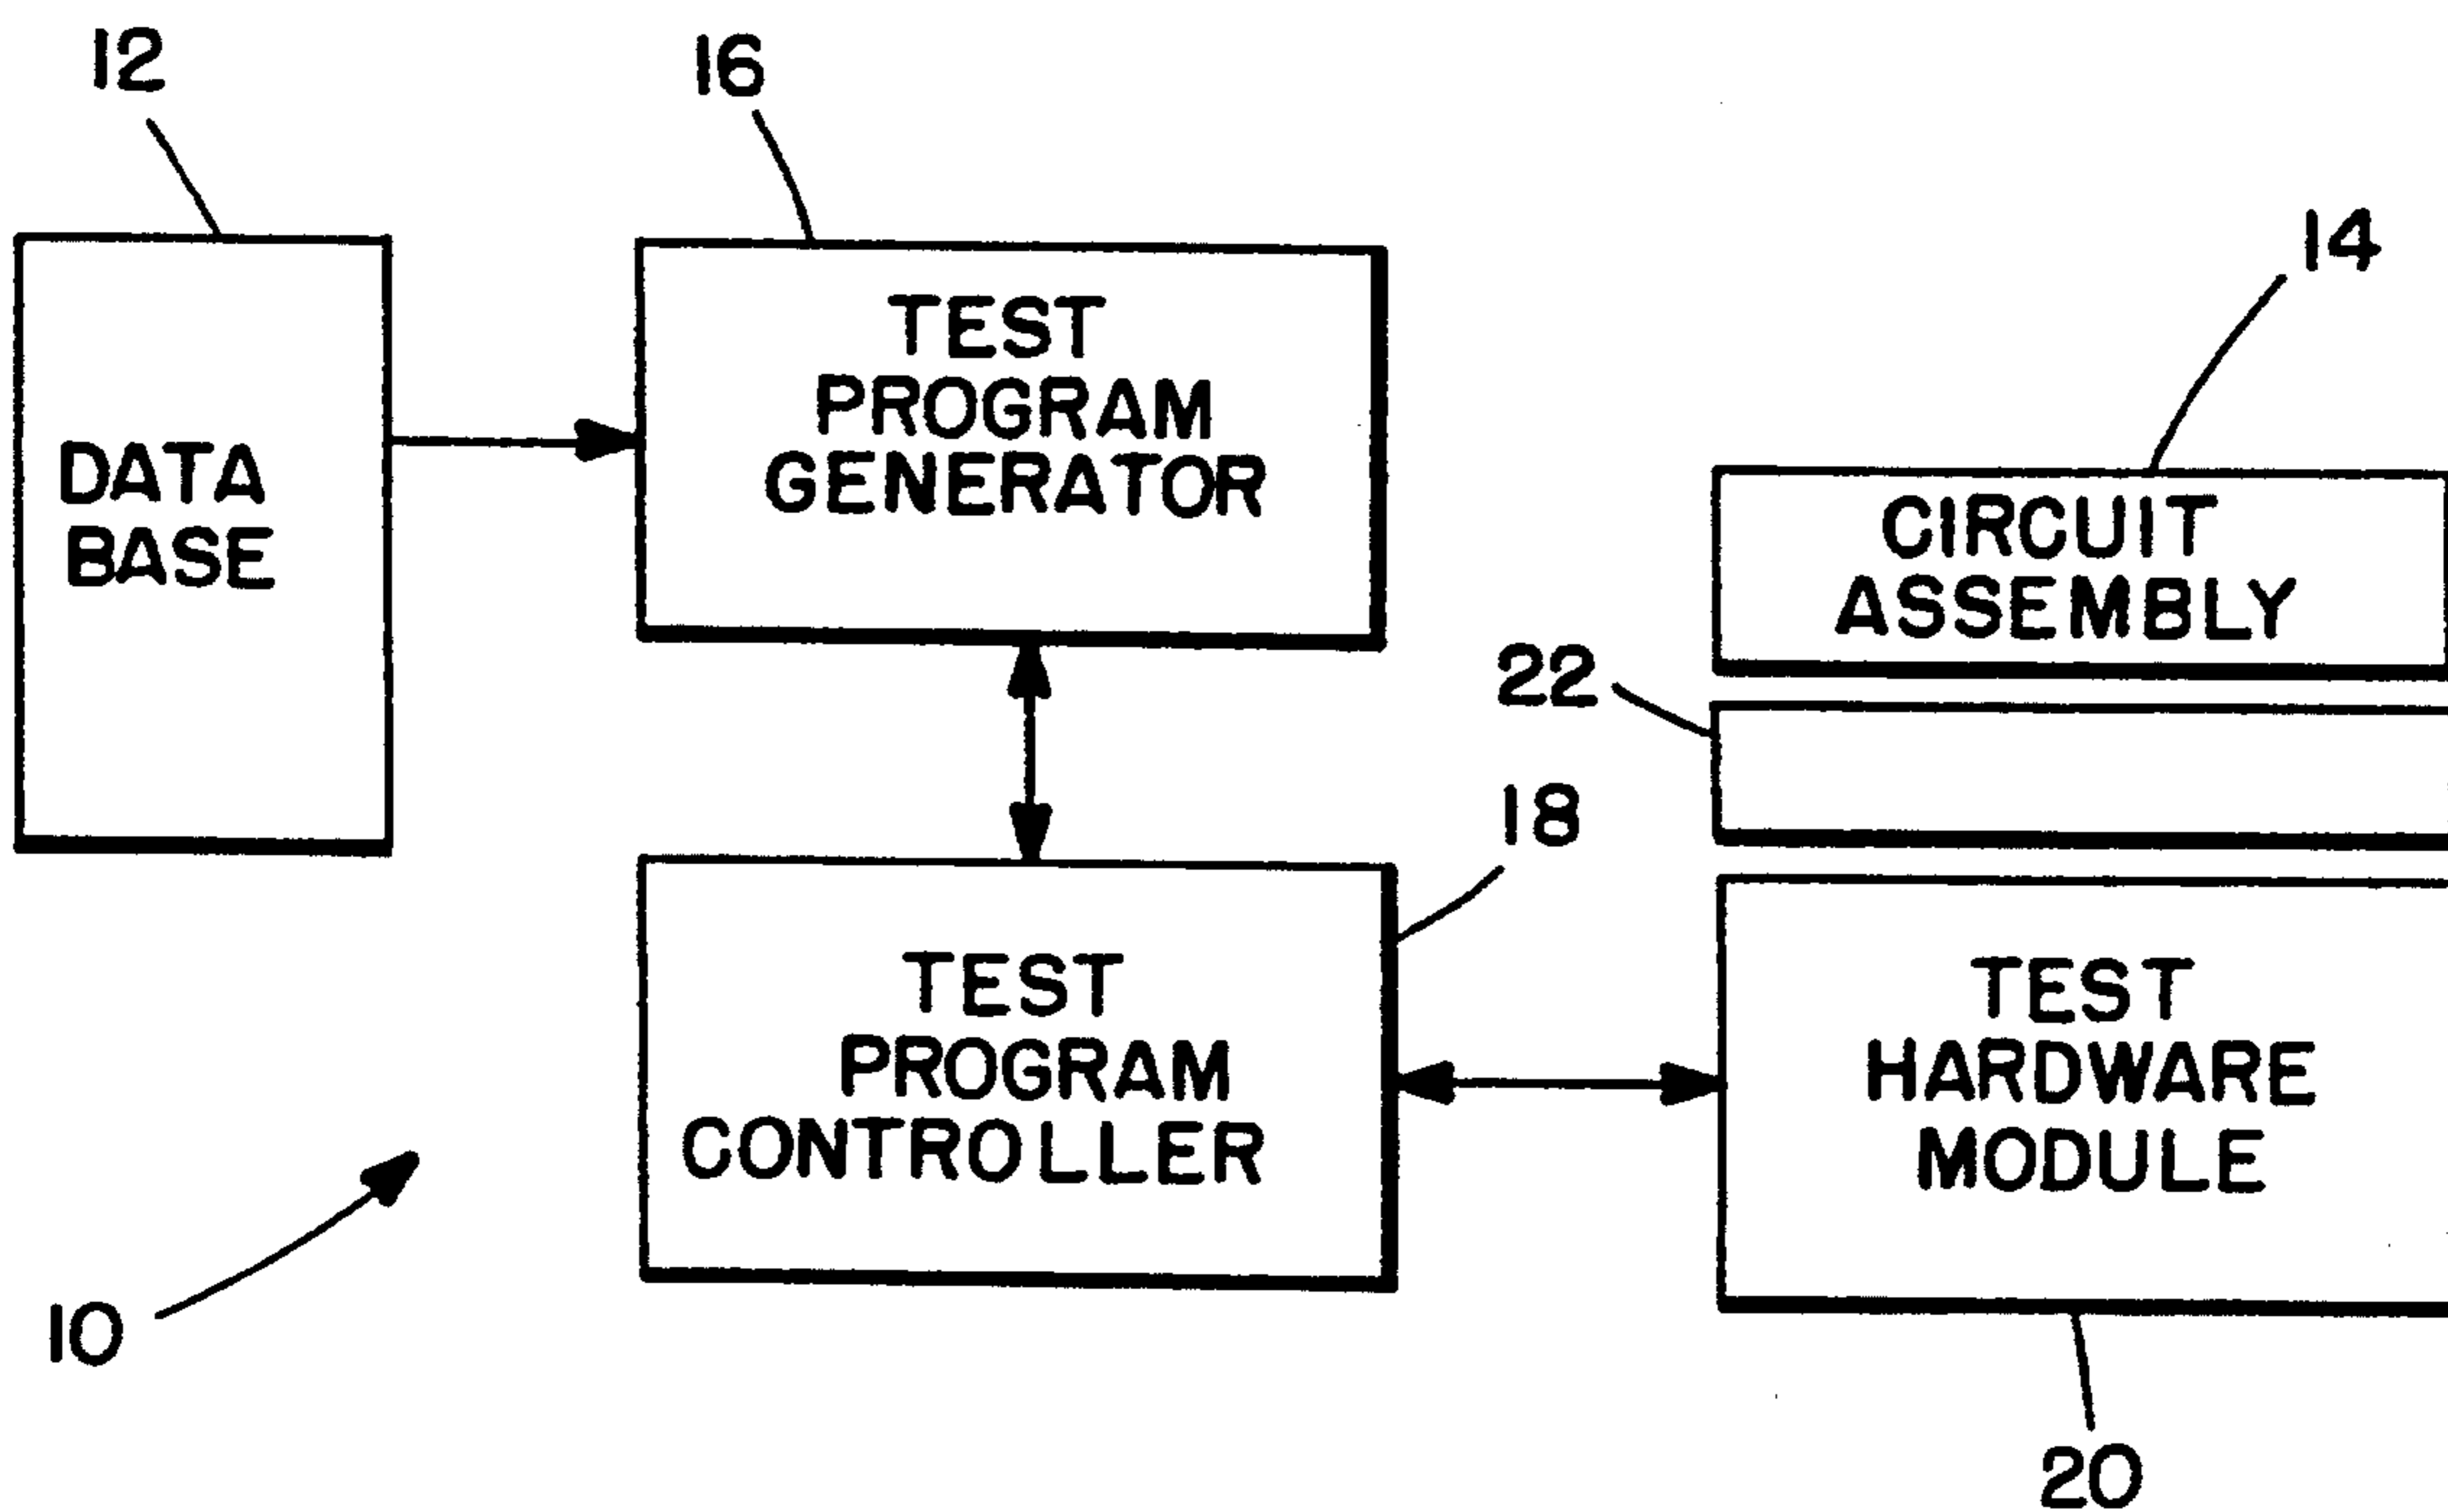 12
16
14
DATA
BASE
TEST
PROGRAM
GENERATOR
CIRCUIT
ASSEMBLY
22
18
TEST
PROGRAM
CONTROLLER
TEST
HARDWARE
MODULE
10
20